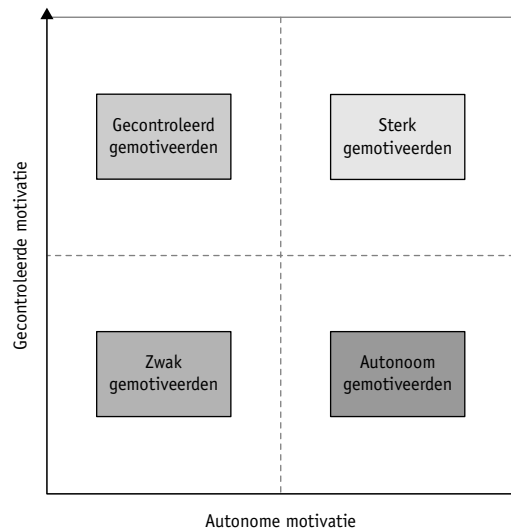 Gecontroleerd
gemotiveerden
Sterk
gemotiveerden
Gecontroleerde motivatie
Zwak
gemotiveerden
Autonoom
gemotiveerden
Autonome motivatie